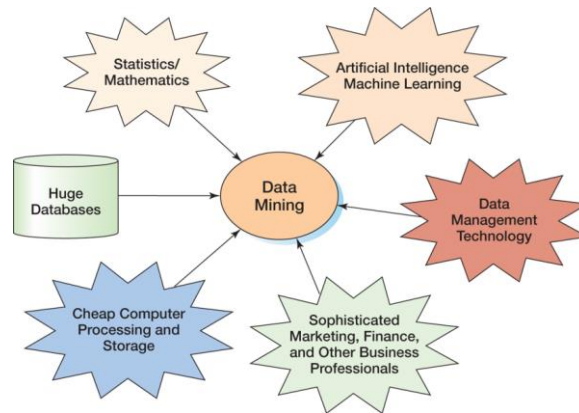 Statistics/
Mathematics
Artificial Intelligence
Machine Learning
Huge
Databases
Data
Mining
Data
Management
Technology
Cheap Computer
Processing and
Storage
Sophisticated
Marketing, Finance,
and Other Business
Professionals